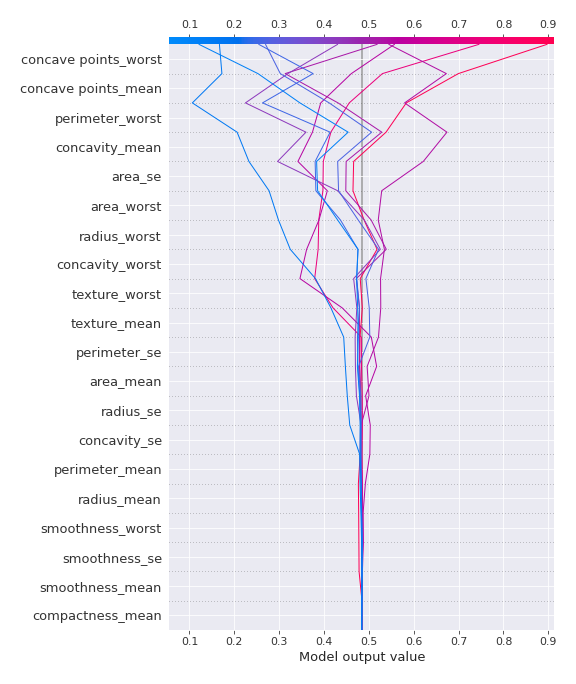 0.1 0.2 0.3 0.4 0.5 0.6 0.7 0.8 0.9
concave points_worst
concave points_mean
perimeter_worst
concavity_mean
area_se
area_worst
radius_worst
concavity_worst
texture_worst
texture_mean
perimeter_se
area_mean
radius_se
concavity_se
perimeter_mean
radius_mean
smoothness_worst
smoothness_se
smoothness_mean
compactness_mean
0.1 0.2 0.3 0.4 0.5 0.6 0.7 0.8 0.9
Model output value